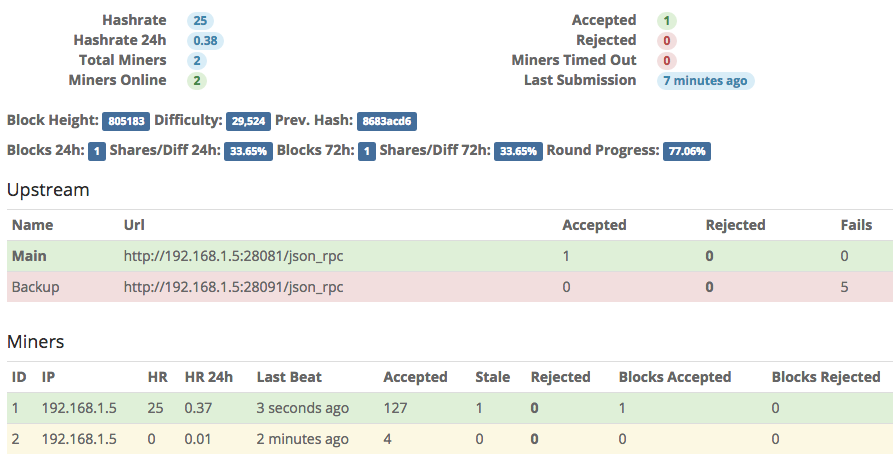 Hashrate 25 Accepted 1
Hashrate 24h 0.38 Rejected 0
Total Miners 2 Miners Timed Out 0
Miners Online 2 Last Submission 7 minutes ago
Block Height: 805183 Difficulty: 29,524 Prev. Hash: 8683acd6
Blocks 24h: 1 Shares/Diff 24h: 33.65% Blocks 72h: 1 Shares/Diff 72h: 33.65% Round Progress: 77.06%
Upstream
Name Url Accepted Rejected Fails
Main http://192.168.1.5:28081/json_rpc 1 0 0
Backup http://192.168.1.5:28091/json_rpc 0 0 5
Miners
ID IP HR HR 24h Last Beat Accepted Stale Rejected Blocks Accepted Blocks Rejected
1 192.168.1.5 25 0.37 3 seconds ago 127 1 0 1 0
2 192.168.1.5 0 0.01 2 minutes ago 4 0 0 0 0